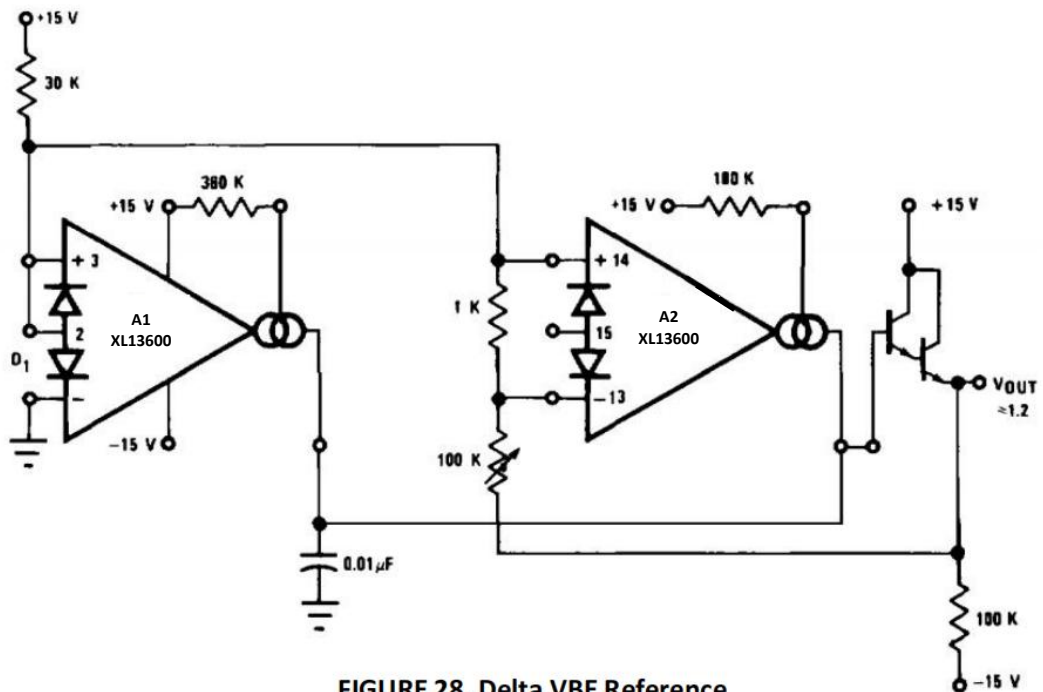 +15 V
30 K
380 K
+15 V
180 K
+15 V
+15 V
+ 3
A1
XL13600
2
D1
−
−15 V
1 K
+ 14
A2
XL13600
15
−13
100 K
VOUT
≈1.2
0.01 μF
100 K
−15 V
FIGURE 28. Delta VBE Reference